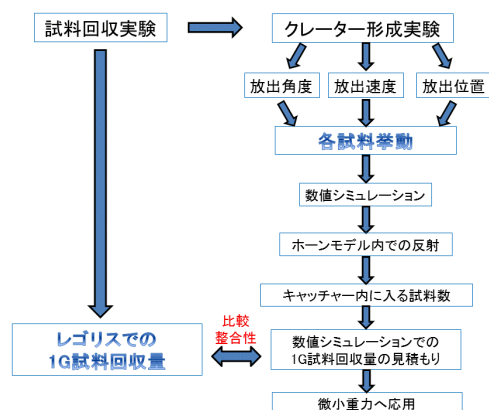 試料回収実験
クレーター形成実験
放出角度
放出速度
放出位置
各試料挙動
数値シミュレーション
ホーンモデル内での反射
キャッチャー内に入る試料数
比較
整合性
レゴリスでの
1G試料回収量
数値シミュレーションでの
1G試料回収量の見積もり
微小重力へ応用